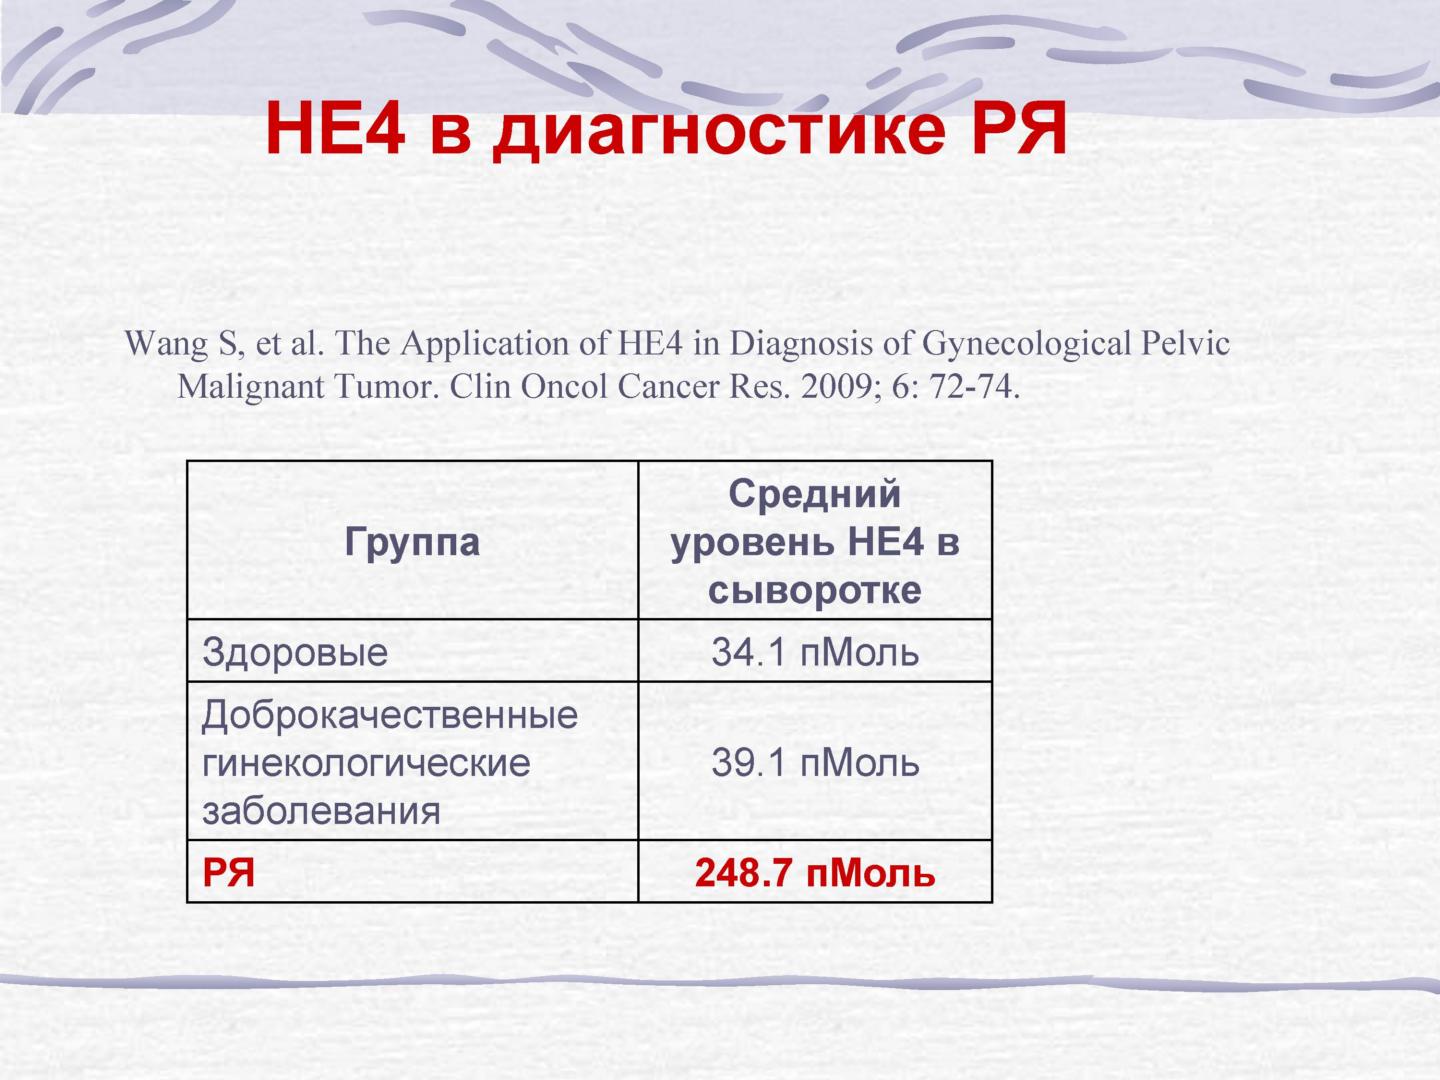 НЕ4 в диагностике РЯ
Wang S, et al. The Application of HE4 in Diagnosis of Gynecological Pelvic
Malignant Tumor. Clin Oncol Cancer Res. 2009; 6: 72-74.
Группа
Средний
уровень НЕ4 в
сыворотке
Здоровые
34.1 пМоль
Доброкачественные
гинекологические
заболевания
39.1 пМоль
РЯ
248.7 пМоль